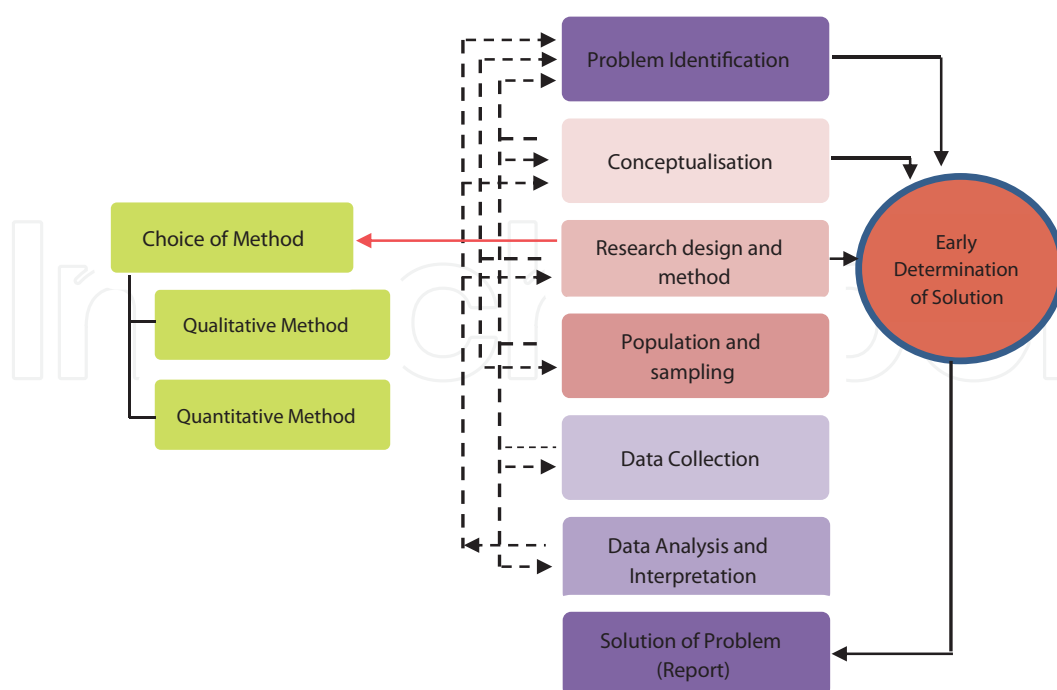 Problem Identification
Conceptualisation
Choice of Method
Research design and
method
Early
Determination
of Solution
Qualitative Method
Population and
sampling
Quantitative Method
Data Collection
Data Analysis and
Interpretation
Solution of Problem
(Report)